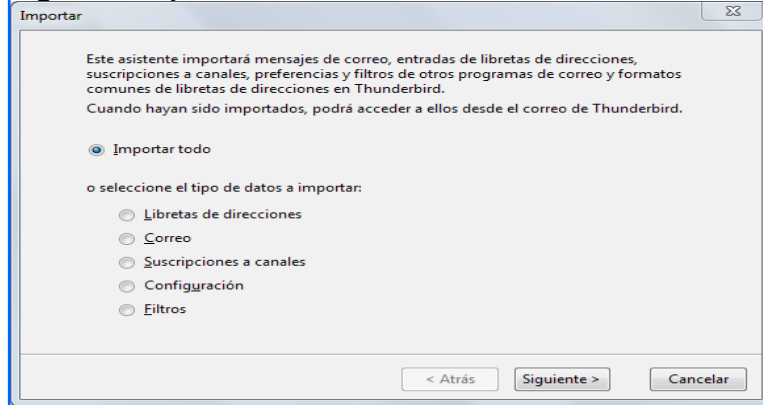 Importar
Este asistente importará mensajes de correo, entradas de libretas de direcciones,
suscripciones a canales, preferencias y filtros de otros programas de correo y formatos
comunes de libretas de direcciones en Thunderbird.
Cuando hayan sido importados, podrá acceder a ellos desde el correo de Thunderbird.
Importar todo
o seleccione el tipo de datos a importar:
Libretas de direcciones
Correo
Suscripciones a canales
Configuración
Filtros
< Atrás Siguiente > Cancelar